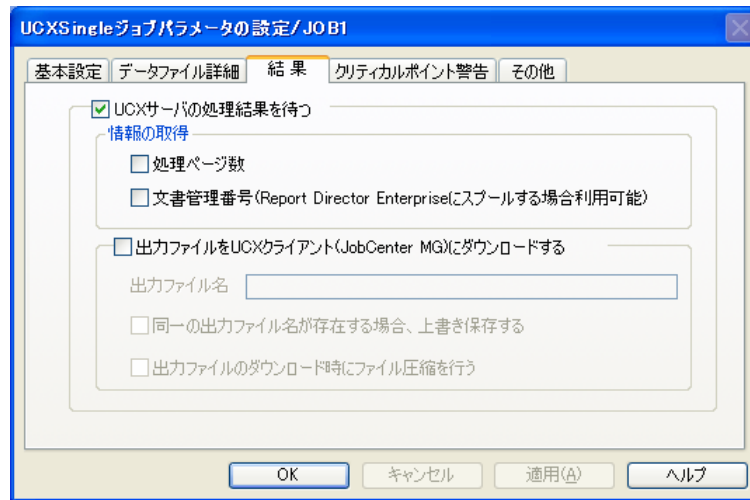 UCXSingleジョブパラメータの設定/JOB1
基本設定 データファイル詳細 結果 クリティカルポイント警告 その他
UCXサーバの処理結果を待つ
情報の取得
処理ページ数
文書管理番号(Report Director Enterpriseにスプールする場合利用可能)
出力ファイルをUCXクライアント(JobCenter MG)にダウンロードする
出力ファイル名
同一の出力ファイル名が存在する場合、上書き保存する
出力ファイルのダウンロード時にファイル圧縮を行う
OK キャンセル 適用(A) ヘルプ